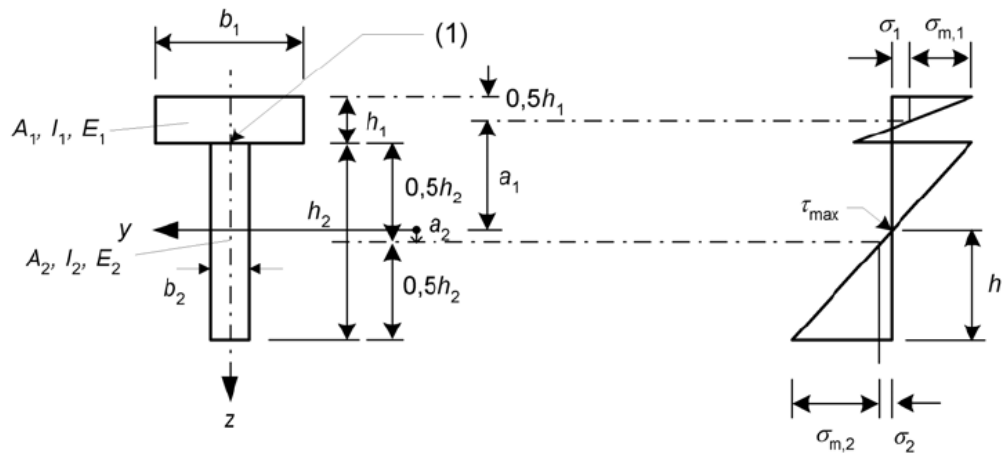 b₁
(1)
σ₁
σₘ,₁
0,5h₁
A₁, I₁, E₁
h₁
a₁
0,5h₂
τₘₐₓ
h₂
y
a₂
A₂, I₂, E₂
b₂
0,5h₂
h
z
σₘ,₂
σ₂